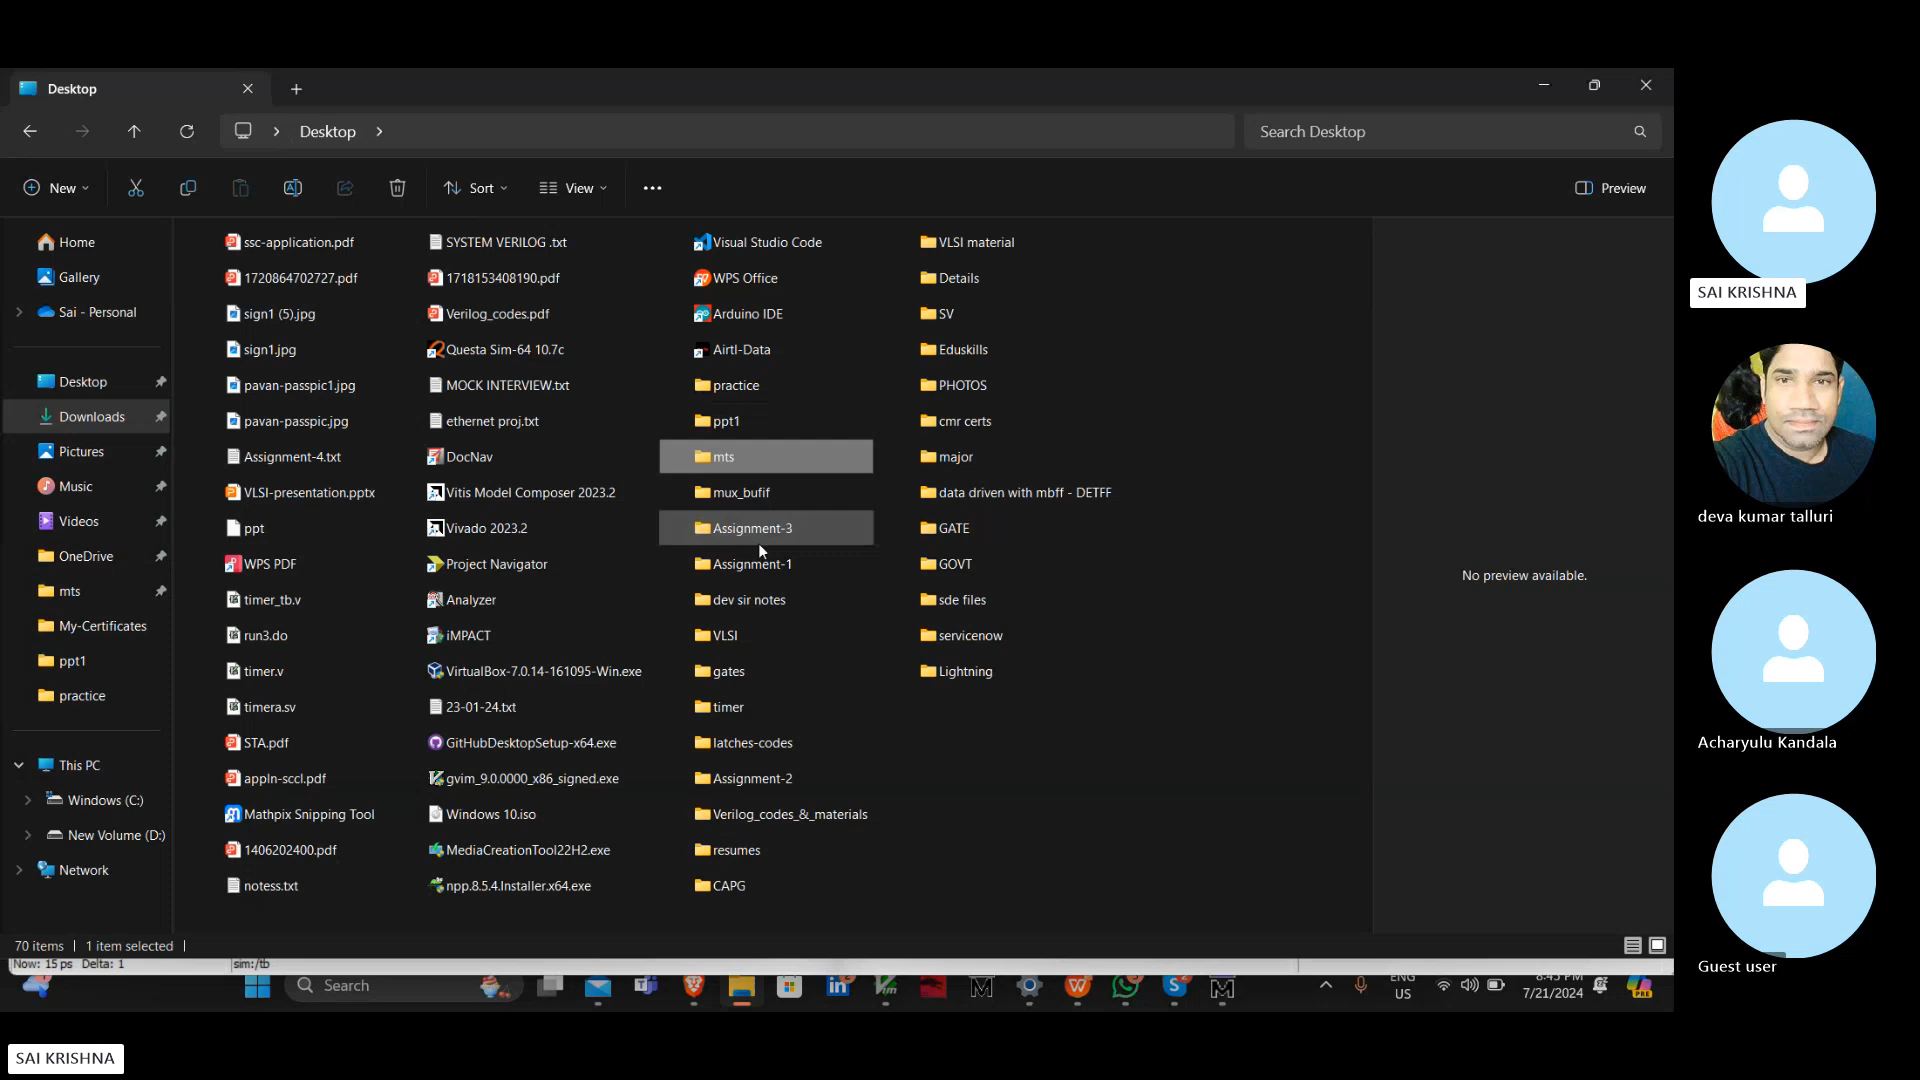 Desktop
Desktop
Search Desktop
New
Sort
View
Preview
Home
Gallery
Sai - Personal
Desktop
Downloads
Pictures
Music
Videos
OneDrive
mts
My-Certificates
ppt1
practice
This PC
Windows (C:)
New Volume (D:)
Network
ssc-application.pdf
1720864702727.pdf
sign1 (5).jpg
sign1.jpg
pavan-passpic1.jpg
pavan-passpic.jpg
Assignment-4.txt
VLSI-presentation.pptx
ppt
WPS PDF
timer_tb.v
run3.do
timer.v
timera.sv
STA.pdf
appln-sccl.pdf
Mathpix Snipping Tool
1406202400.pdf
notess.txt
SYSTEM VERILOG .txt
1718153408190.pdf
Verilog_codes.pdf
Questa Sim-64 10.7c
MOCK INTERVIEW.txt
ethernet proj.txt
DocNav
Vitis Model Composer 2023.2
Vivado 2023.2
Project Navigator
Analyzer
iMPACT
VirtualBox-7.0.14-161095-Win.exe
23-01-24.txt
GitHubDesktopSetup-x64.exe
gvim_9.0.0000_x86_signed.exe
Windows 10.iso
MediaCreationTool22H2.exe
npp.8.5.4.Installer.x64.exe
Visual Studio Code
WPS Office
Arduino IDE
Airtl-Data
practice
ppt1
mts
mux_bufif
Assignment-3
Assignment-1
dev sir notes
VLSI
gates
timer
latches-codes
Assignment-2
Verilog_codes_&_materials
resumes
CAPG
VLSI material
Details
SV
Eduskills
PHOTOS
cmr certs
major
data driven with mbff - DETFF
GATE
GOVT
sde files
servicenow
Lightning
No preview available.
70 items
1 item selected
Now: 15 ps Delta: 1
sim:/tb
Search
ENG
US
8:45 PM
7/21/2024
SAI KRISHNA
deva kumar talluri
Acharyulu Kandala
Guest user
SAI KRISHNA